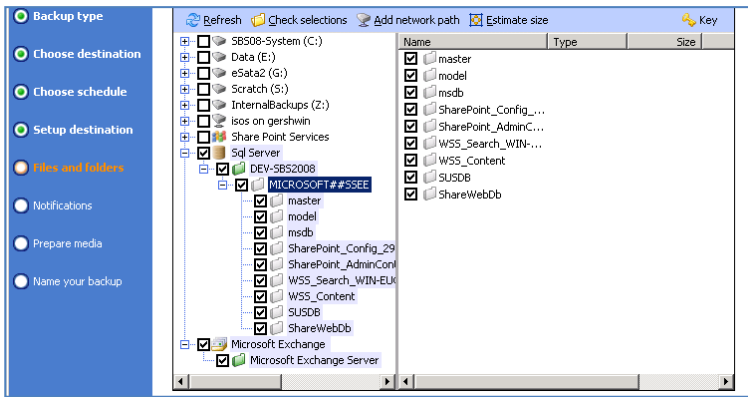 Backup type
Choose destination
Choose schedule
Setup destination
Files and folders
Notifications
Prepare media
Name your backup
Refresh Check selections Add network path Estimate size Key
SBS08-System (C:)
Data (E:)
eSata2 (G:)
Scratch (S:)
InternalBackups (Z:)
isos on gershwin
Share Point Services
Sql Server
DEV-SBS2008
MICROSOFT##SSEE
master
model
msdb
SharePoint_Config_29
SharePoint_AdminCon
WSS_Search_WIN-EU
WSS_Content
SUSDB
ShareWebDb
Microsoft Exchange
Microsoft Exchange Server
Name Type Size
master
model
msdb
SharePoint_Config_...
SharePoint_AdminC...
WSS_Search_WIN-...
WSS_Content
SUSDB
ShareWebDb